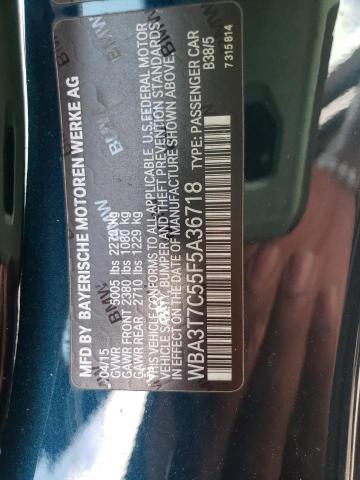 MFD BY BAYERISCHE MOTOREN WERKE AG
04/15
GVWR 5005 lbs 2270 kg
GAWR FRONT 2380 lbs 1080 kg
GAWR REAR 2710 lbs 1229 kg
THIS VEHICLE CONFORMS TO ALL APPLICABLE U.S. FEDERAL MOTOR
VEHICLE SAFETY, BUMPER, AND THEFT PREVENTION STANDARDS
IN EFFECT ON THE DATE OF MANUFACTURE SHOWN ABOVE.
WBA3T7C55F5A36718 TYPE: PASSENGER CAR
B38/5
7 315 814